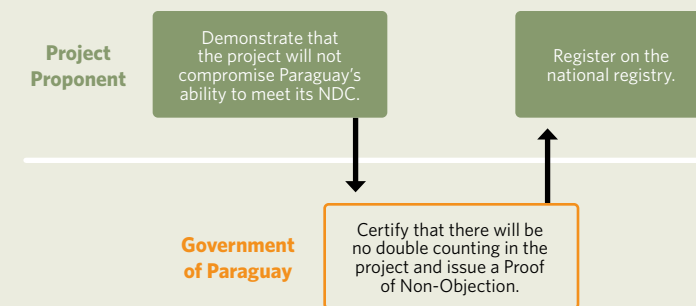 Project
Proponent
Demonstrate that
the project will not
compromise Paraguay's
ability to meet its NDC.
Register on the
national registry.
Government
of Paraguay
Certify that there will be
no double counting in the
project and issue a Proof
of Non-Objection.